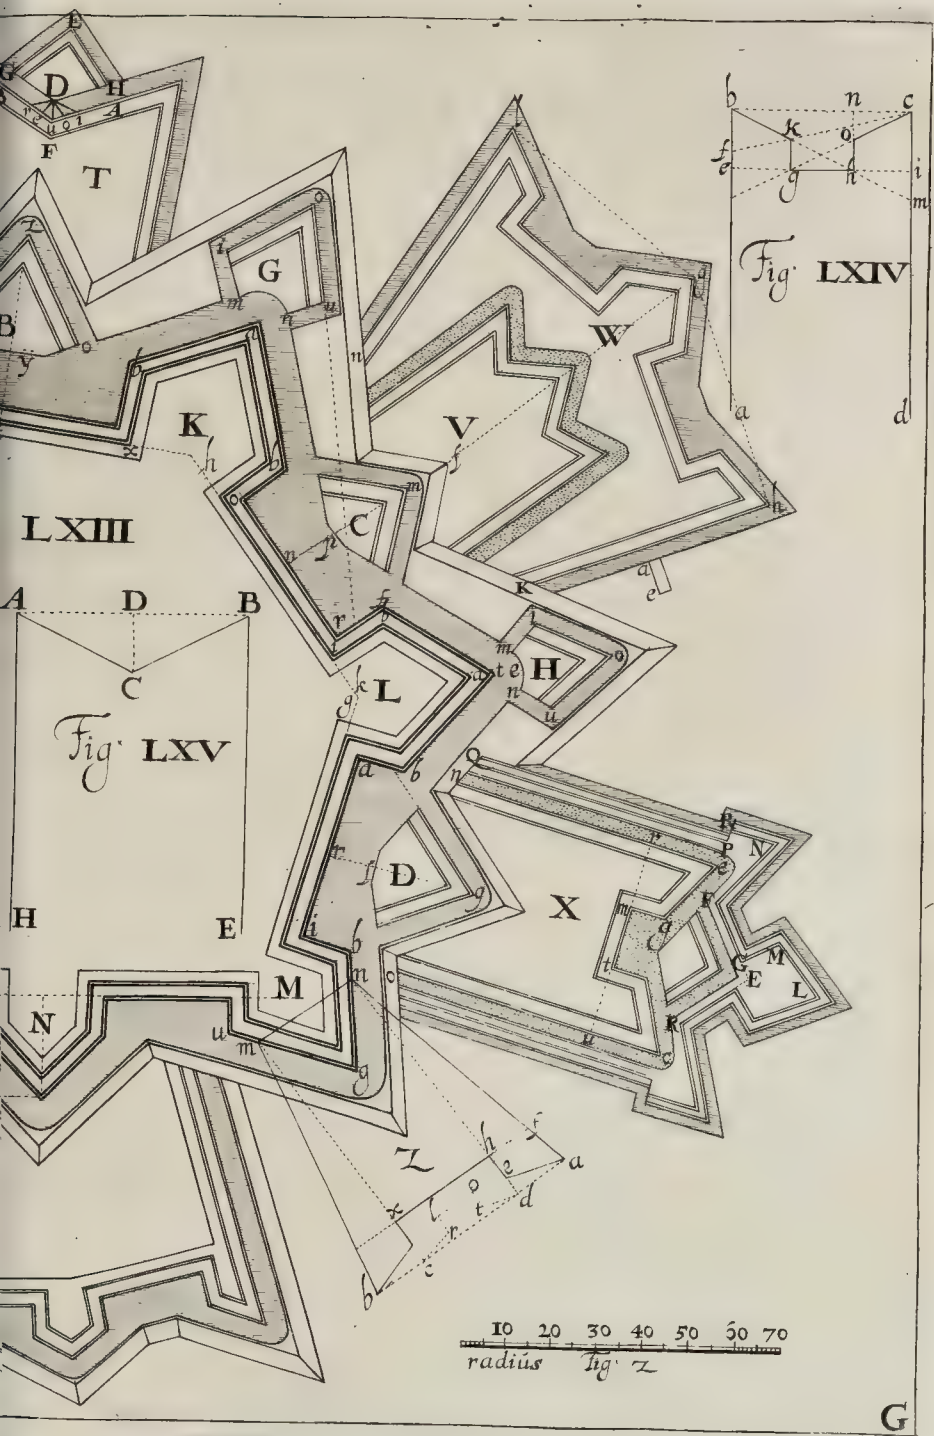 E
G D H
r e A
u o i
F
T
Z
B
y o
i o
G
m n u
n
b a
K
x h b
o
LXIII
W
a
V
f
h
a
e
b n c
k o
f
e g h i
m
Fig. LXIV
a d
m
C
n p
r f b
K
i
m
t e H o
n
u
a
k L
g
A D B
C
Fig. LXV
H E
a b
r f D g
i b
n
M o
N
u m
g
Q
n
r P
P N
e
X m F
a
C
t G M
E L
u R
c
Z
h f
e a
x o
l t d
r
c
b
10 20 30 40 50 60 70
radius Fig. Z
G